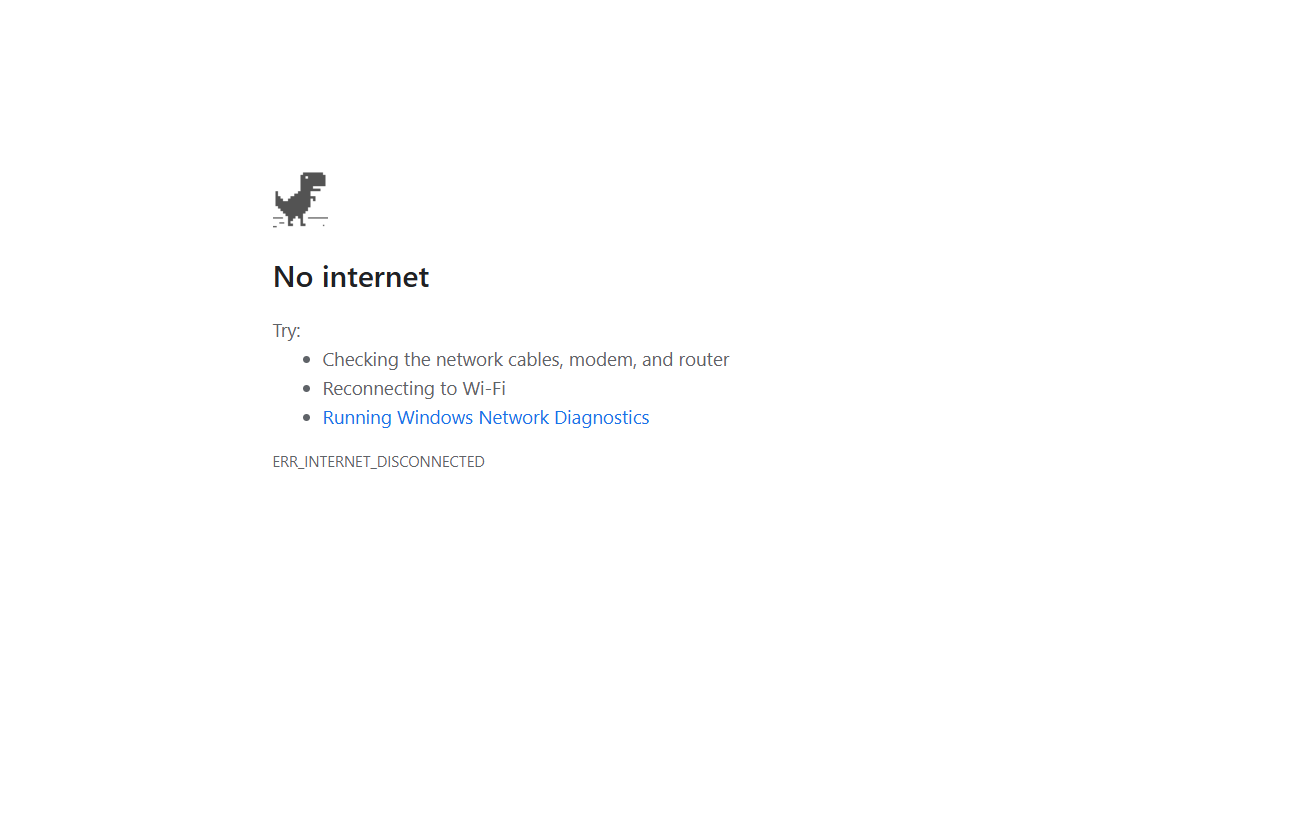 No internet
Try:
Checking the network cables, modem, and router
Reconnecting to Wi-Fi
Running Windows Network Diagnostics
ERR_INTERNET_DISCONNECTED